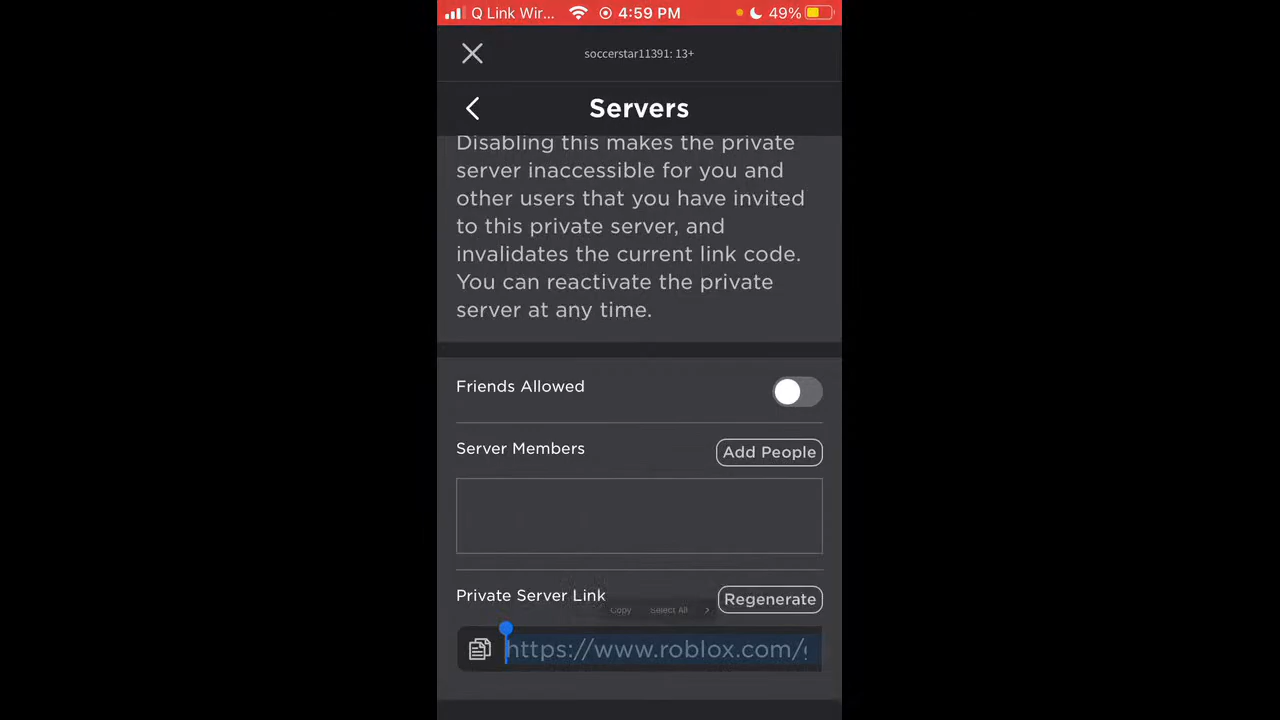 Q Link Wir... 4:59 PM 49%
soccerstar11391: 13+
Servers
Disabling this makes the private
server inaccessible for you and
other users that you have invited
to this private server, and
invalidates the current link code.
You can reactivate the private
server at any time.
Friends Allowed
Server Members Add People
Private Server Link Regenerate
Copy Select All
https://www.roblox.com/g